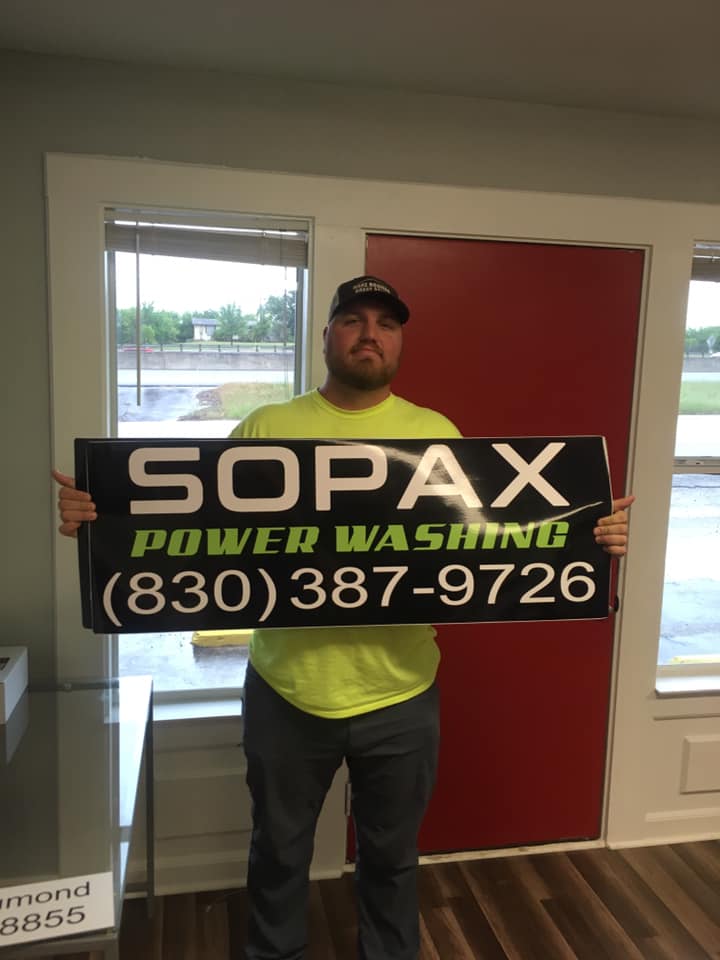 SOPAX
POWER WASHING
(830) 387-9726
mond
8855